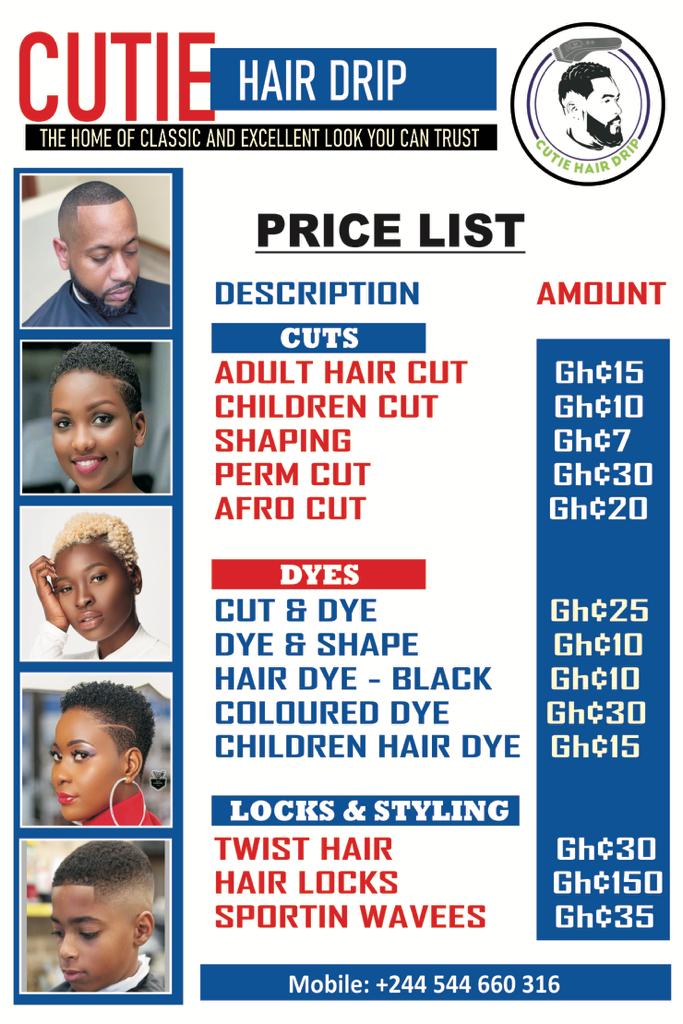 CUTIE HAIR DRIP
THE HOME OF CLASSIC AND EXCELLENT LOOK YOU CAN TRUST
CUTIE HAIR DRIP
PRICE LIST
DESCRIPTION AMOUNT
CUTS
ADULT HAIR CUT Gh¢15
CHILDREN CUT Gh¢10
SHAPING Gh¢7
PERM CUT Gh¢30
AFRO CUT Gh¢20
DYES
CUT & DYE Gh¢25
DYE & SHAPE Gh¢10
HAIR DYE - BLACK Gh¢10
COLOURED DYE Gh¢30
CHILDREN HAIR DYE Gh¢15
LOCKS & STYLING
TWIST HAIR Gh¢30
HAIR LOCKS Gh¢150
SPORTIN WAVEES Gh¢35
Mobile: +244 544 660 316